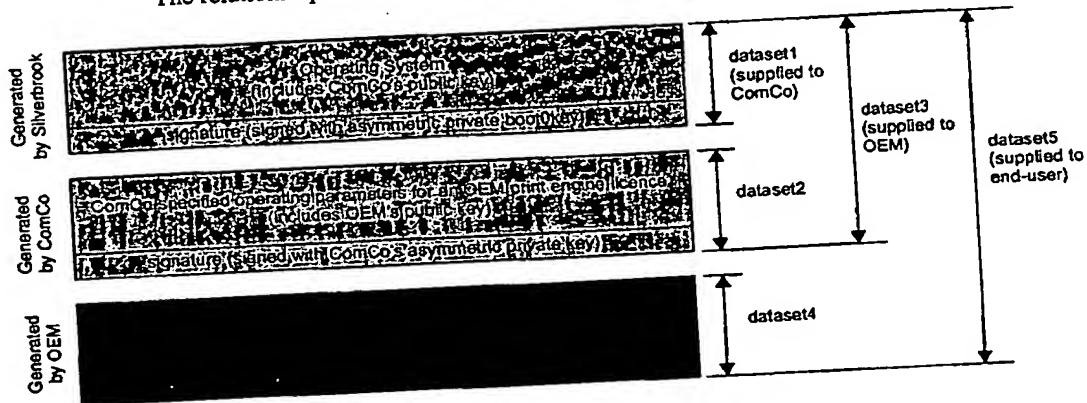 The
Generated
by Silverbrook
Operating System
(includes ComCo's public key)
signature (signed with asymmetric private boot0key)
Generated
by ComCo
ComCo specified operating parameters for an OEM print engine licence
(includes OEM's public key)
signature (signed with ComCo's asymmetric private key)
Generated
by OEM
dataset1
(supplied to
ComCo)
dataset2
dataset3
(supplied to
OEM)
dataset4
dataset5
(supplied to
end-user)